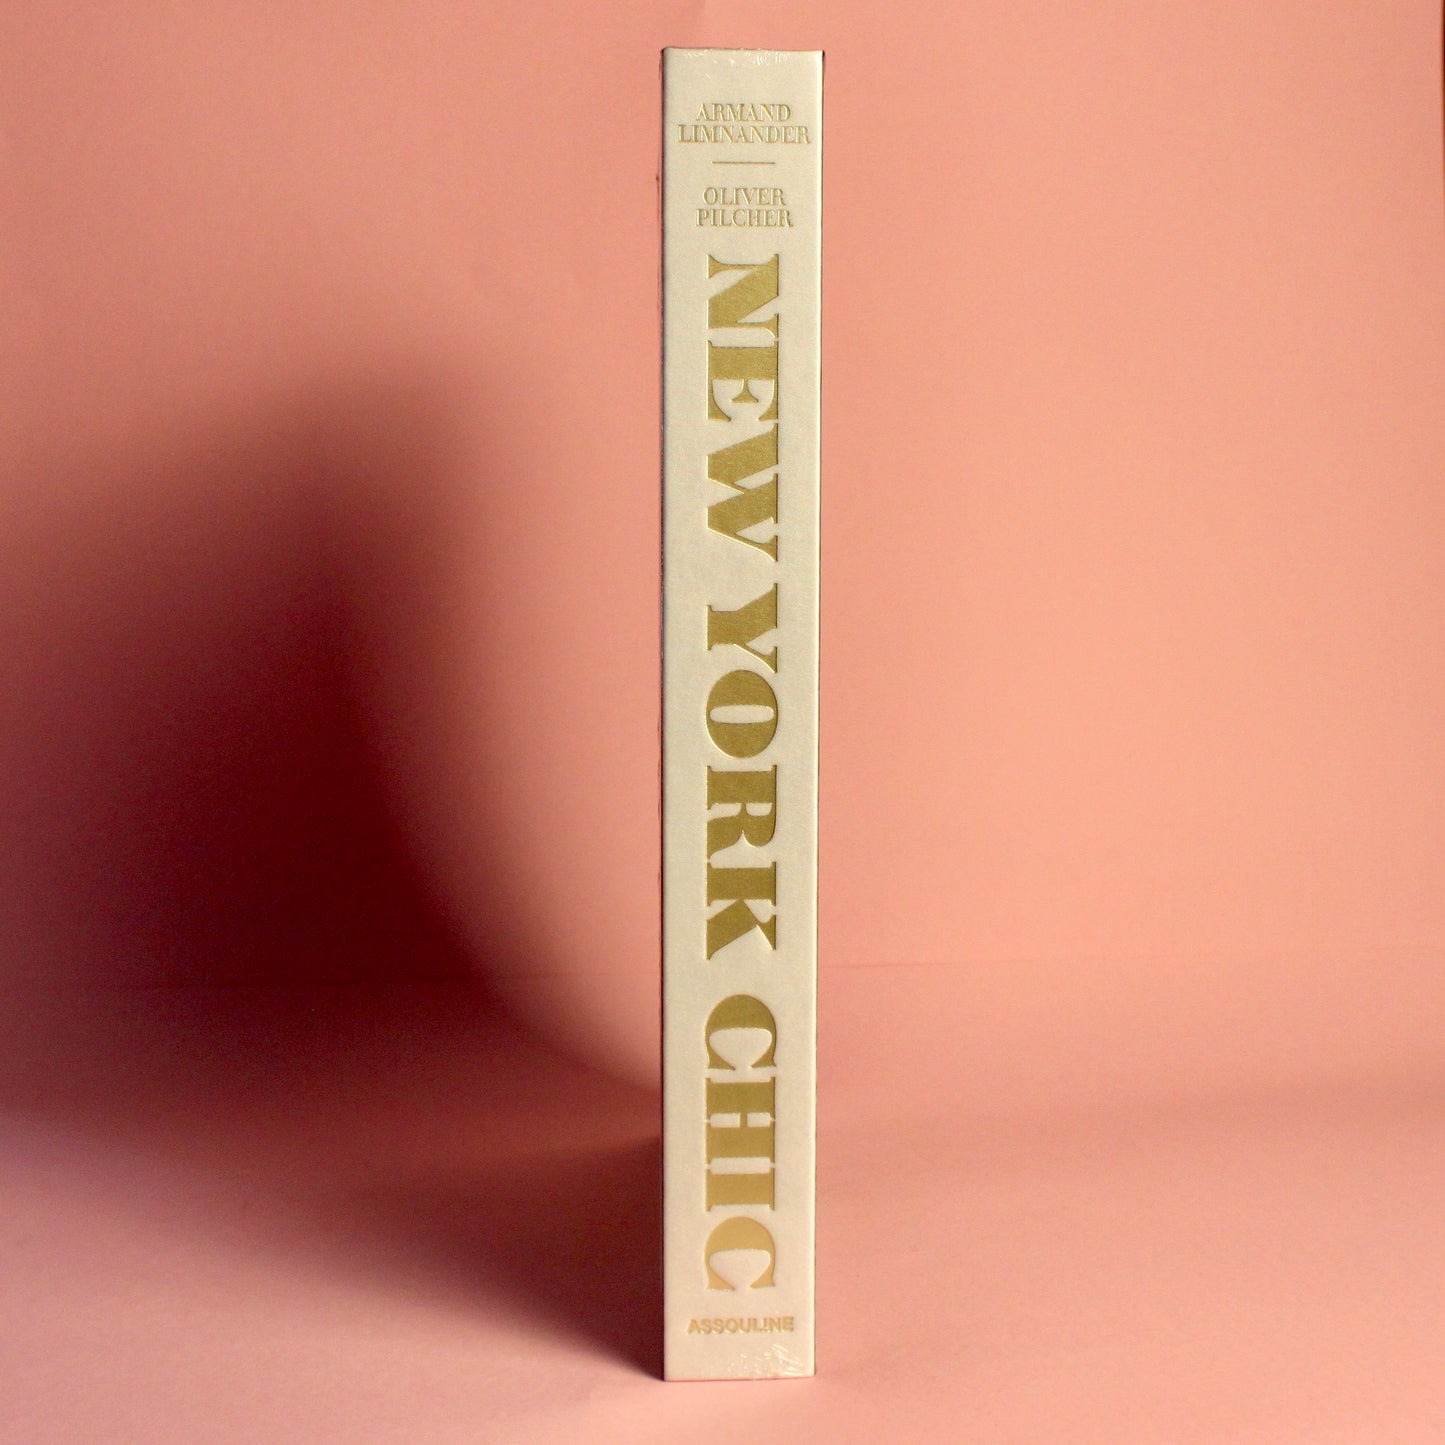 ARMAND
LIMNANDER
OLIVER
PILCHER
NEW YORK CHIC
ASSOULINE